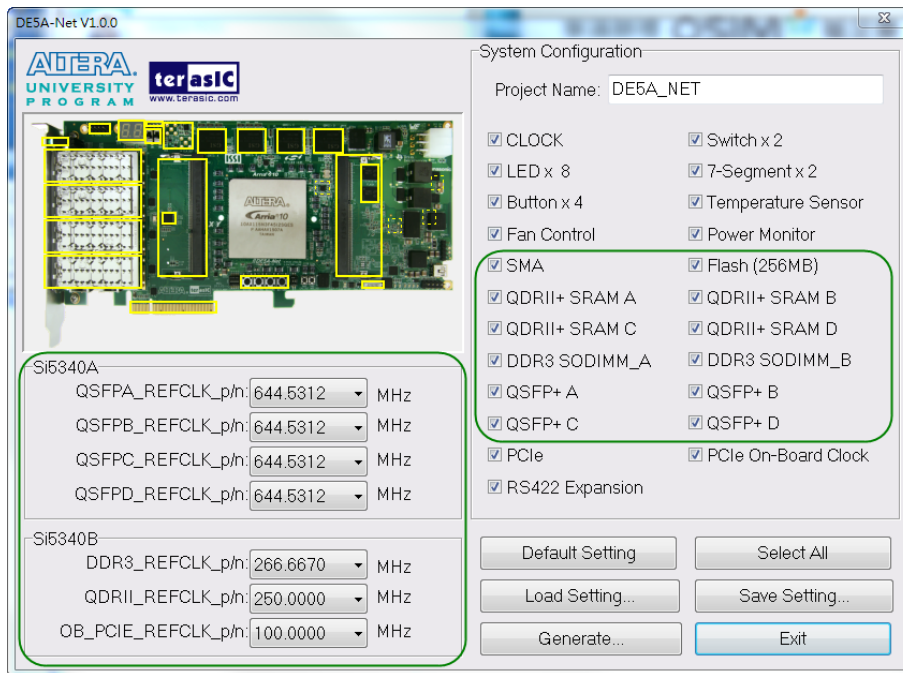 DE5A-Net V1.0.0
ALTERA.
UNIVERSITY
PROGRAM
terasIC
www.terasic.com
ISSI
ALTERA.
Arria 10
Si5340A
QSFPA_REFCLK_p/n: 644.5312 MHz
QSFPB_REFCLK_p/n: 644.5312 MHz
QSFPC_REFCLK_p/n: 644.5312 MHz
QSFPD_REFCLK_p/n: 644.5312 MHz
Si5340B
DDR3_REFCLK_p/n: 266.6670 MHz
QDRII_REFCLK_p/n: 250.0000 MHz
OB_PCIE_REFCLK_p/n: 100.0000 MHz
System Configuration
Project Name: DE5A_NET
CLOCK Switch x 2
LED x 8 7-Segment x 2
Button x 4 Temperature Sensor
Fan Control Power Monitor
SMA Flash (256MB)
QDRII+ SRAM A QDRII+ SRAM B
QDRII+ SRAM C QDRII+ SRAM D
DDR3 SODIMM_A DDR3 SODIMM_B
QSFP+ A QSFP+ B
QSFP+ C QSFP+ D
PCIe PCIe On-Board Clock
RS422 Expansion
Default Setting Select All
Load Setting... Save Setting...
Generate... Exit